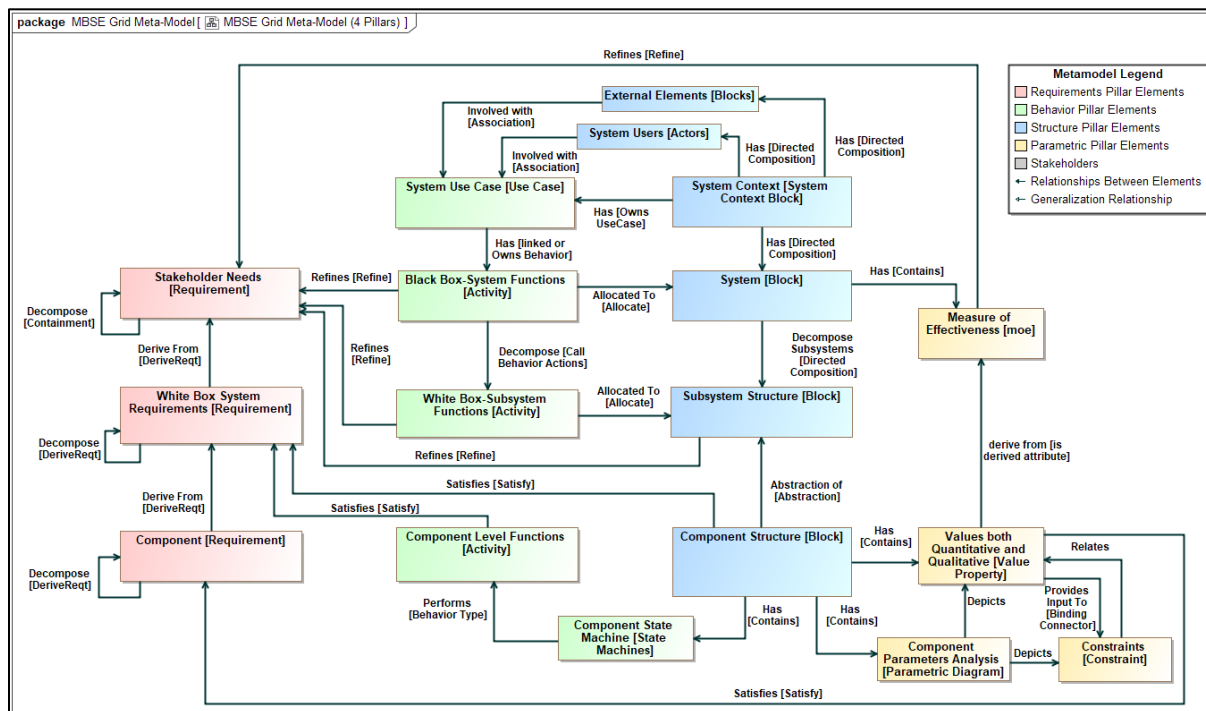 package MBSE Grid Meta-Model [ MBSE Grid Meta-Model (4 Pillars) ]
Refines [Refine]
Metamodel Legend
Requirements Pillar Elements
Behavior Pillar Elements
Structure Pillar Elements
Parametric Pillar Elements
Stakeholders
Relationships Between Elements
Generalization Relationship
External Elements [Blocks]
Involved with
[Association]
System Users [Actors]
Has [Directed
Composition]
Has [Directed
Composition]
Involved with
[Association]
System Use Case [Use Case]
System Context [System
Context Block]
Has [Owns
UseCase]
Has [linked or
Owns Behavior]
Has [Directed
Composition]
Stakeholder Needs
[Requirement]
Refines [Refine]
Black Box-System Functions
[Activity]
Allocated To
[Allocate]
System [Block]
Has [Contains]
Measure of
Effectiveness [moe]
Decompose
[Containment]
Derive From
[DeriveReqt]
Refines
[Refine]
Decompose [Call
Behavior Actions]
Decompose
Subsystems
[Directed
Composition]
White Box System
Requirements [Requirement]
White Box-Subsystem
Functions [Activity]
Allocated To
[Allocate]
Subsystem Structure [Block]
Decompose
[DeriveReqt]
Refines [Refine]
derive from [is
derived attribute]
Derive From
[DeriveReqt]
Satisfies [Satisfy]
Satisfies [Satisfy]
Abstraction of
[Abstraction]
Component [Requirement]
Component Level Functions
[Activity]
Component Structure [Block]
Has
[Contains]
Values both
Quantitative and
Qualitative [Value
Property]
Relates
Decompose
[DeriveReqt]
Performs
[Behavior Type]
Component State
Machine [State
Machines]
Has
[Contains]
Has
[Contains]
Depicts
Provides
Input To
[Binding
Connector]
Component
Parameters Analysis
[Parametric Diagram]
Depicts
Constraints
[Constraint]
Satisfies [Satisfy]